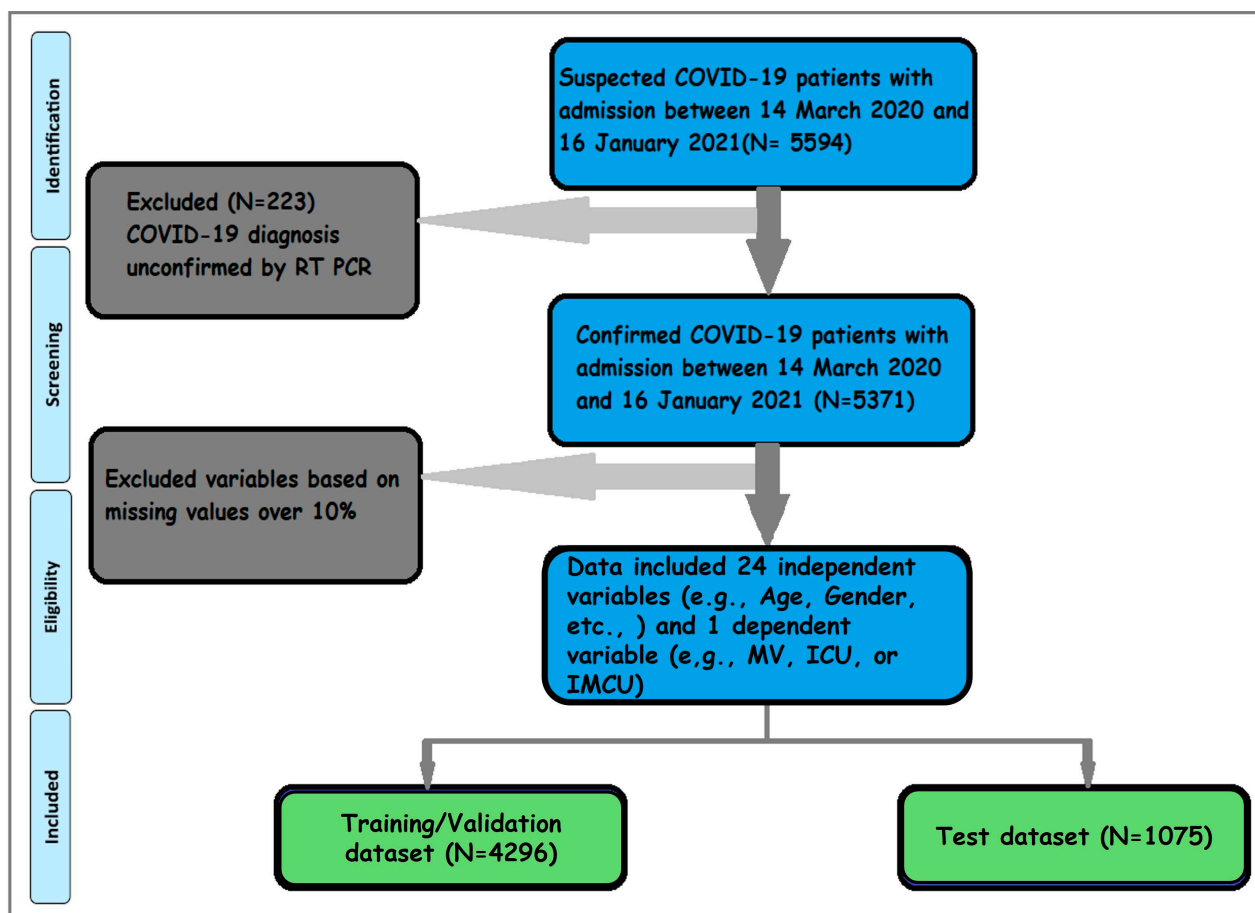 Identification
Suspected COVID-19 patients with
admission between 14 March 2020 and
16 January 2021(N= 5594)
Excluded (N=223)
COVID-19 diagnosis
unconfirmed by RT PCR
Screening
Confirmed COVID-19 patients with
admission between 14 March 2020
and 16 January 2021 (N=5371)
Excluded variables based on
missing values over 10%
Eligibility
Data included 24 independent
variables (e.g., Age, Gender,
etc., ) and 1 dependent
variable (e,g., MV, ICU, or
IMCU)
Included
Training/Validation
dataset (N=4296)
Test dataset (N=1075)